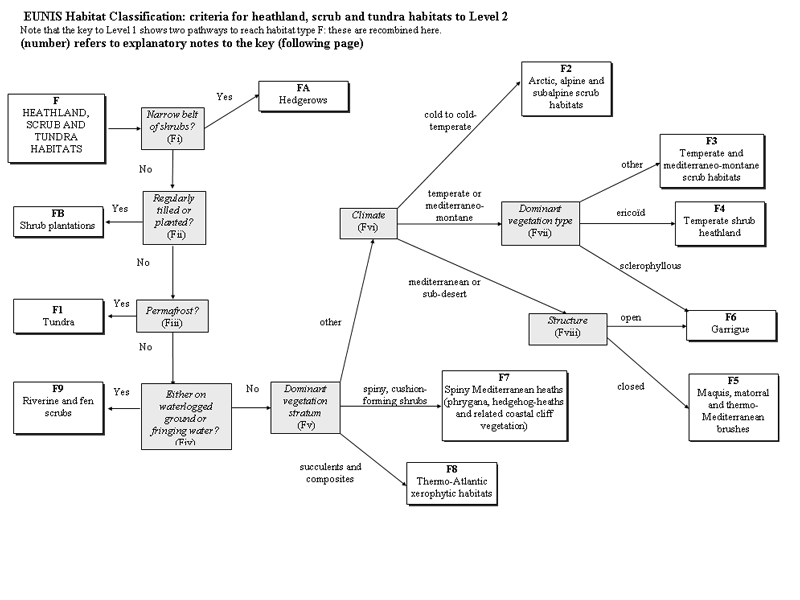 EUNIS Habitat Classification: criteria for heathland, scrub and tundra habitats to Level 2
Note that the key to Level 1 shows two pathways to reach habitat type F: these are recombined here.
(number) refers to explanatory notes to the key (following page)
F
HEATHLAND,
SCRUB AND
TUNDRA
HABITATS
Narrow belt
of shrubs?
(Fi)
Yes
FA
Hedgerows
No
Regularly
tilled or
planted?
(Fii)
Yes
FB
Shrub plantations
No
Permafrost?
(Fiii)
Yes
F1
Tundra
No
Either on
waterlogged
ground or
fringing water?
(Fiv)
Yes
F9
Riverine and fen
scrubs
No
Dominant
vegetation
stratum
(Fv)
other
spiny, cushion-
forming shrubs
F7
Spiny Mediterranean heaths
(phrygana, hedgehog-heaths
and related coastal cliff
vegetation)
succulents and
composites
F8
Thermo-Atlantic
xerophytic habitats
Climate
(Fvi)
cold to cold-
temperate
F2
Arctic, alpine and
subalpine scrub
habitats
temperate or
mediterraneo-
montane
Dominant
vegetation type
(Fvii)
other
F3
Temperate and
mediterraneo-montane
scrub habitats
ericoid
F4
Temperate shrub
heathland
sclerophyllous
mediterranean or
sub-desert
Structure
(Fviii)
open
F6
Garrigue
closed
F5
Maquis, matorral
and thermo-
Mediterranean
brushes